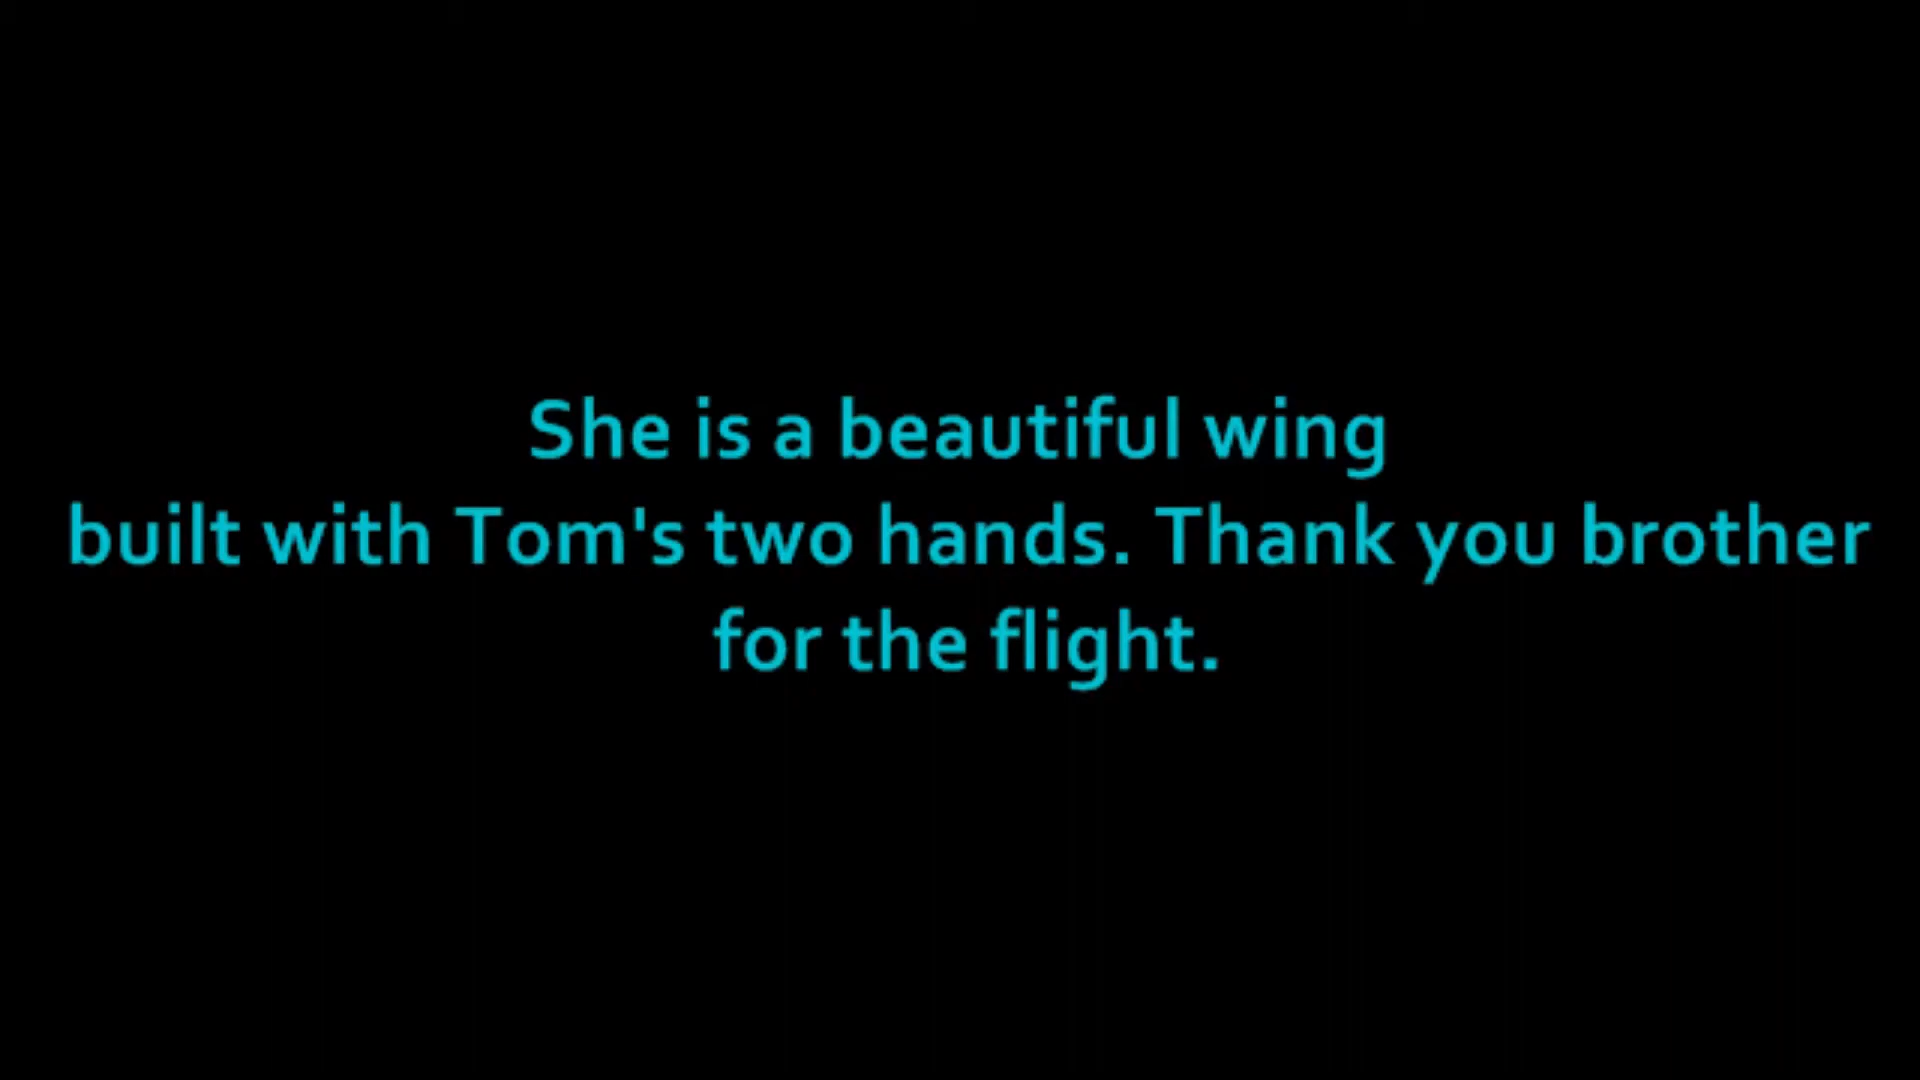 She is a beautiful wing
built with Tom's two hands. Thank you brother
for the flight.